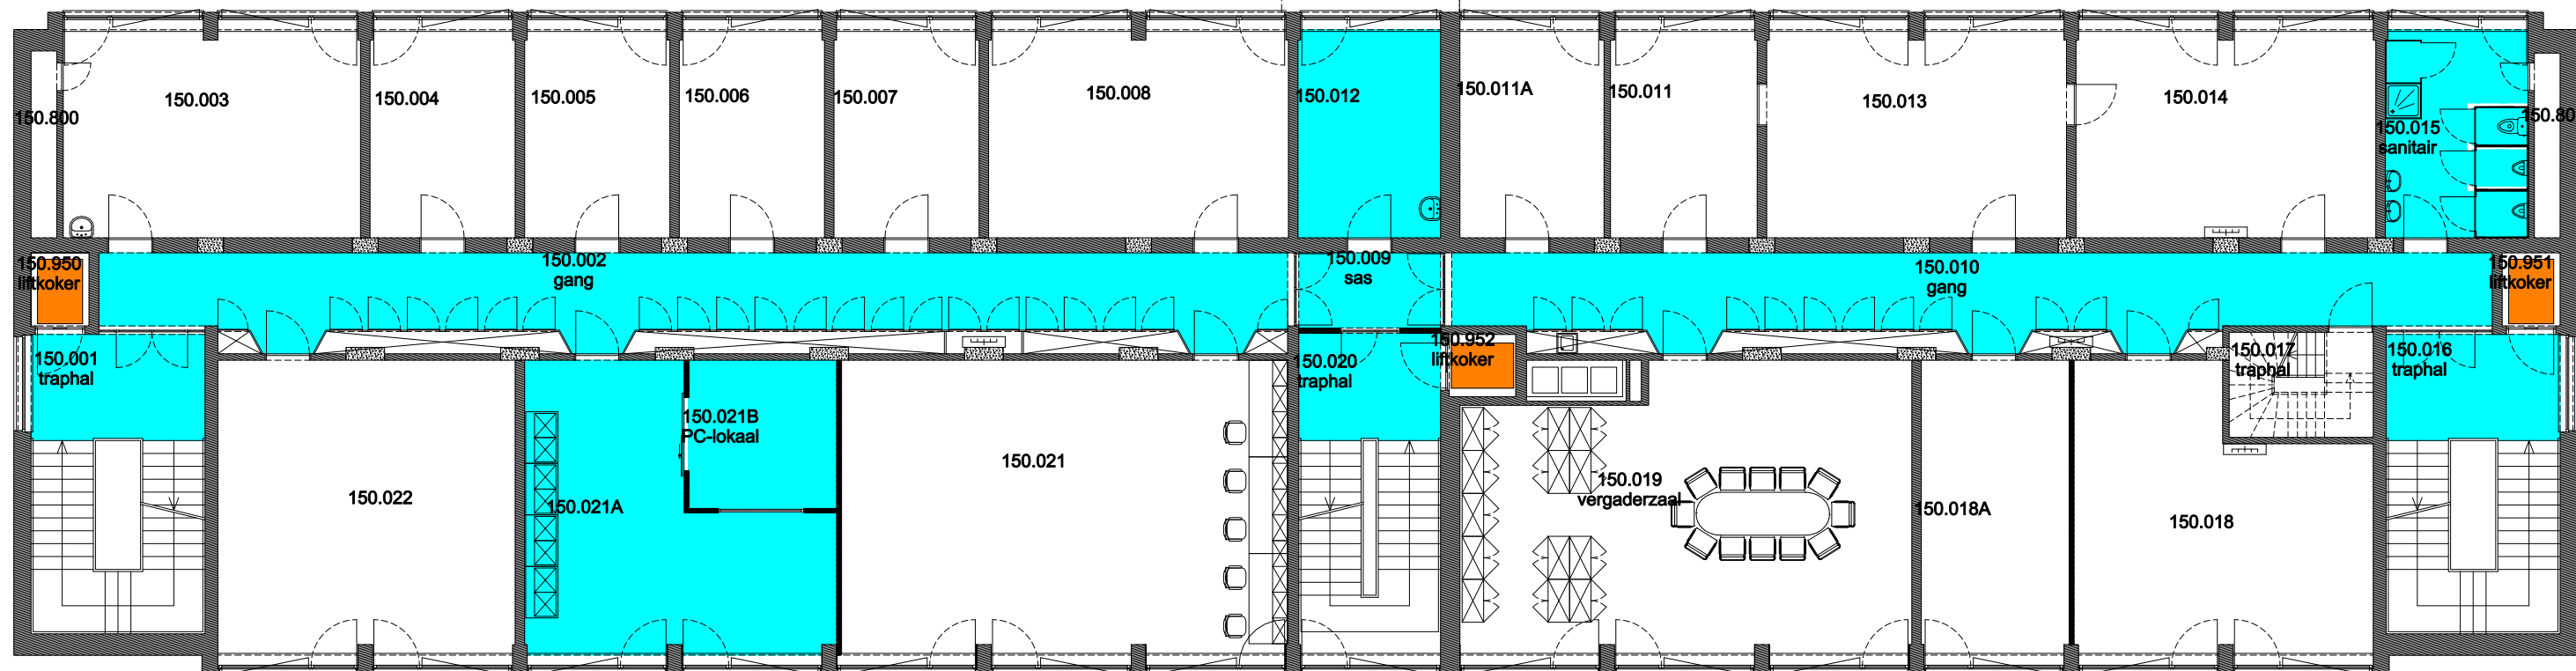 150.003
150.004
150.005
150.006
150.007
150.008
150.012
150.011A
150.011
150.013
150.014
150.800
150.015
sanitair
150.80
150.950
liftkoker
150.002
gang
150.009
sas
150.010
gang
150.951
liftkoker
150.001
traphal
150.020
traphal
150.952
liftkoker
150.017
traphal
150.016
traphal
150.021B
PC-lokaal
150.022
150.021A
150.021
150.019
vergaderzaal
150.018A
150.018